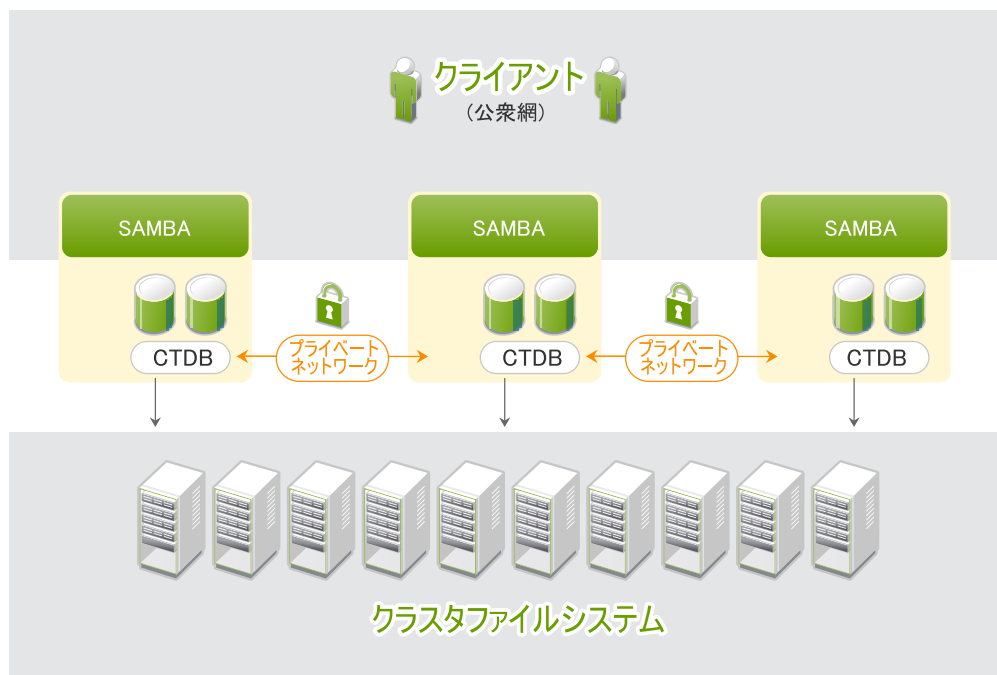 クライアント
(公衆網)
SAMBA
SAMBA
SAMBA
CTDB
プライベート
ネットワーク
CTDB
プライベート
ネットワーク
CTDB
クラスタファイルシステム